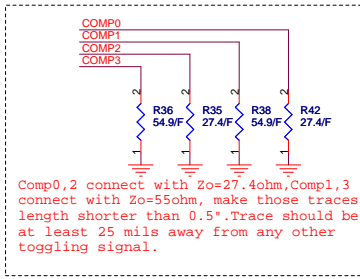 COMP0
COMP1
COMP2
COMP3
2 2 2 2
R36 R35 R38 R42
54.9/F 27.4/F 54.9/F 27.4/F
1 1 1 1
Comp0,2 connect with Zo=27.4ohm,Comp1,3
connect with Zo=55ohm, make those traces
length shorter than 0.5".Trace should be
at least 25 mils away from any other
toggling signal.